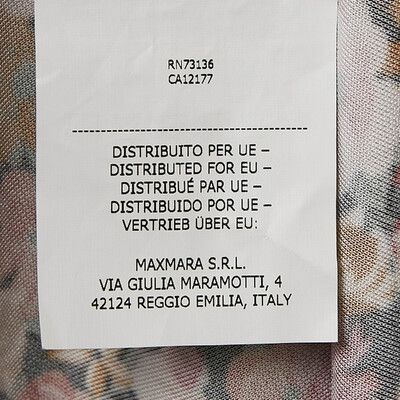 RN73136
CA12177
DISTRIBUITO PER UE –
DISTRIBUTED FOR EU –
DISTRIBUÉ PAR UE –
DISTRIBUIDO POR UE –
VERTRIEB ÜBER EU:
MAXMARA S.R.L.
VIA GIULIA MARAMOTTI, 4
42124 REGGIO EMILIA, ITALY